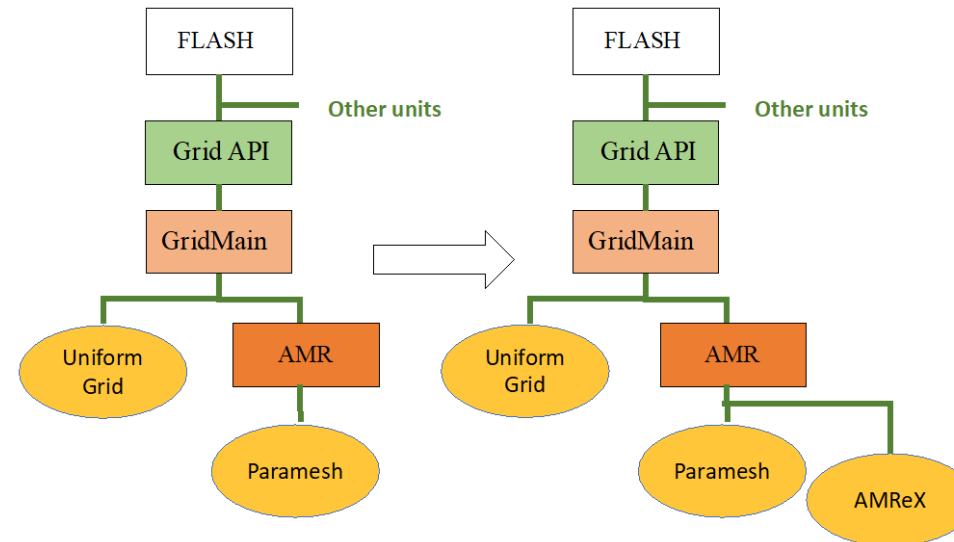 FLASH
Other units
Grid API
GridMain
Uniform
Grid
AMR
Paramesh
FLASH
Other units
Grid API
GridMain
Uniform
Grid
AMR
Paramesh
AMReX